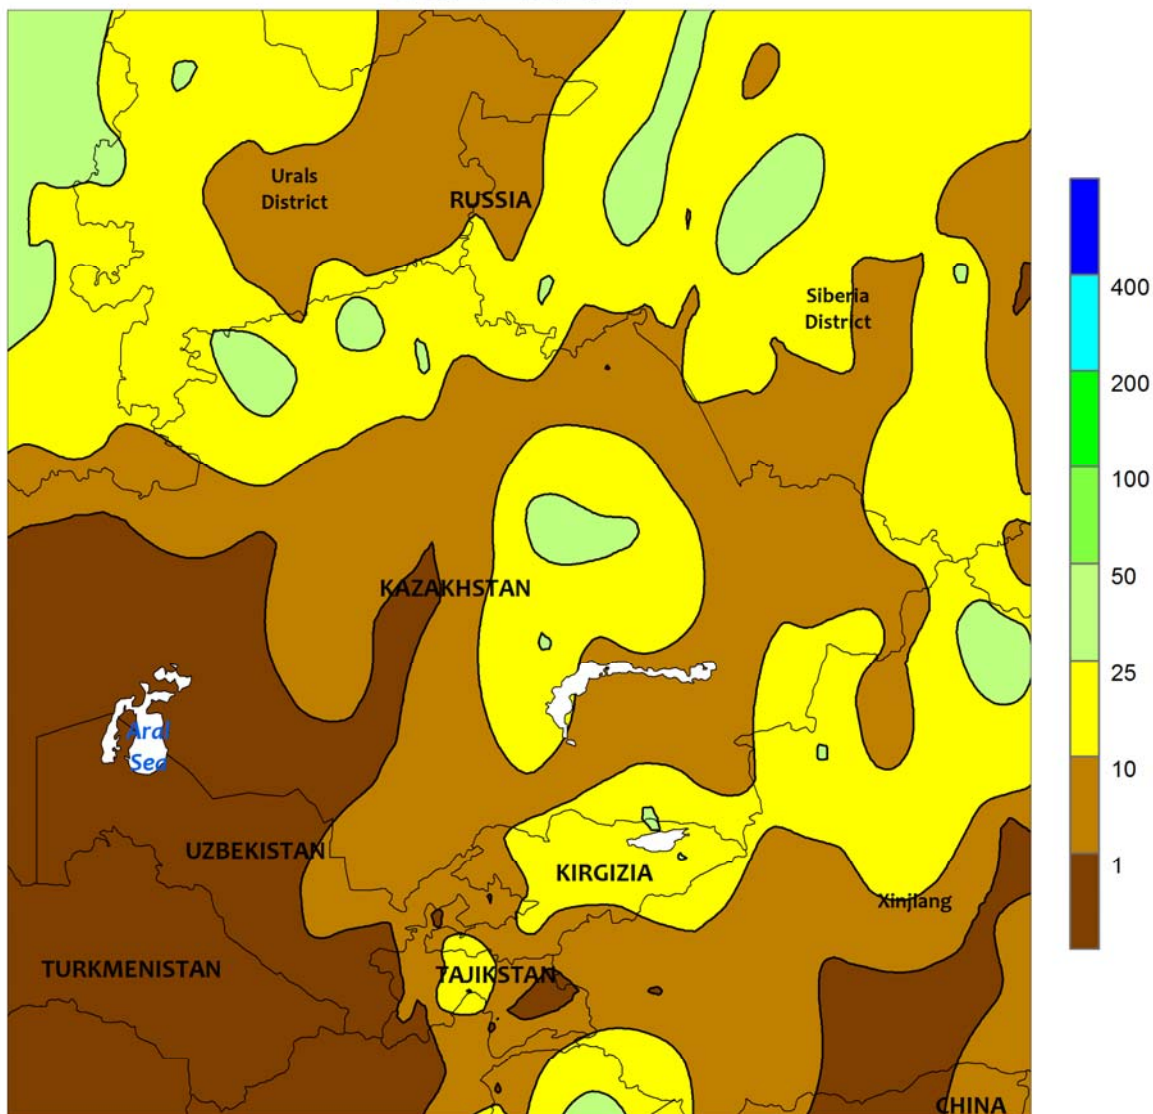 Urals
District
RUSSIA
Siberia
District
400
200
100
50
25
10
1
KAZAKHSTAN
Aral
Sea
UZBEKISTAN
KIRGIZIA
Xinjiang
TURKMENISTAN
TAJIKSTAN
CHINA